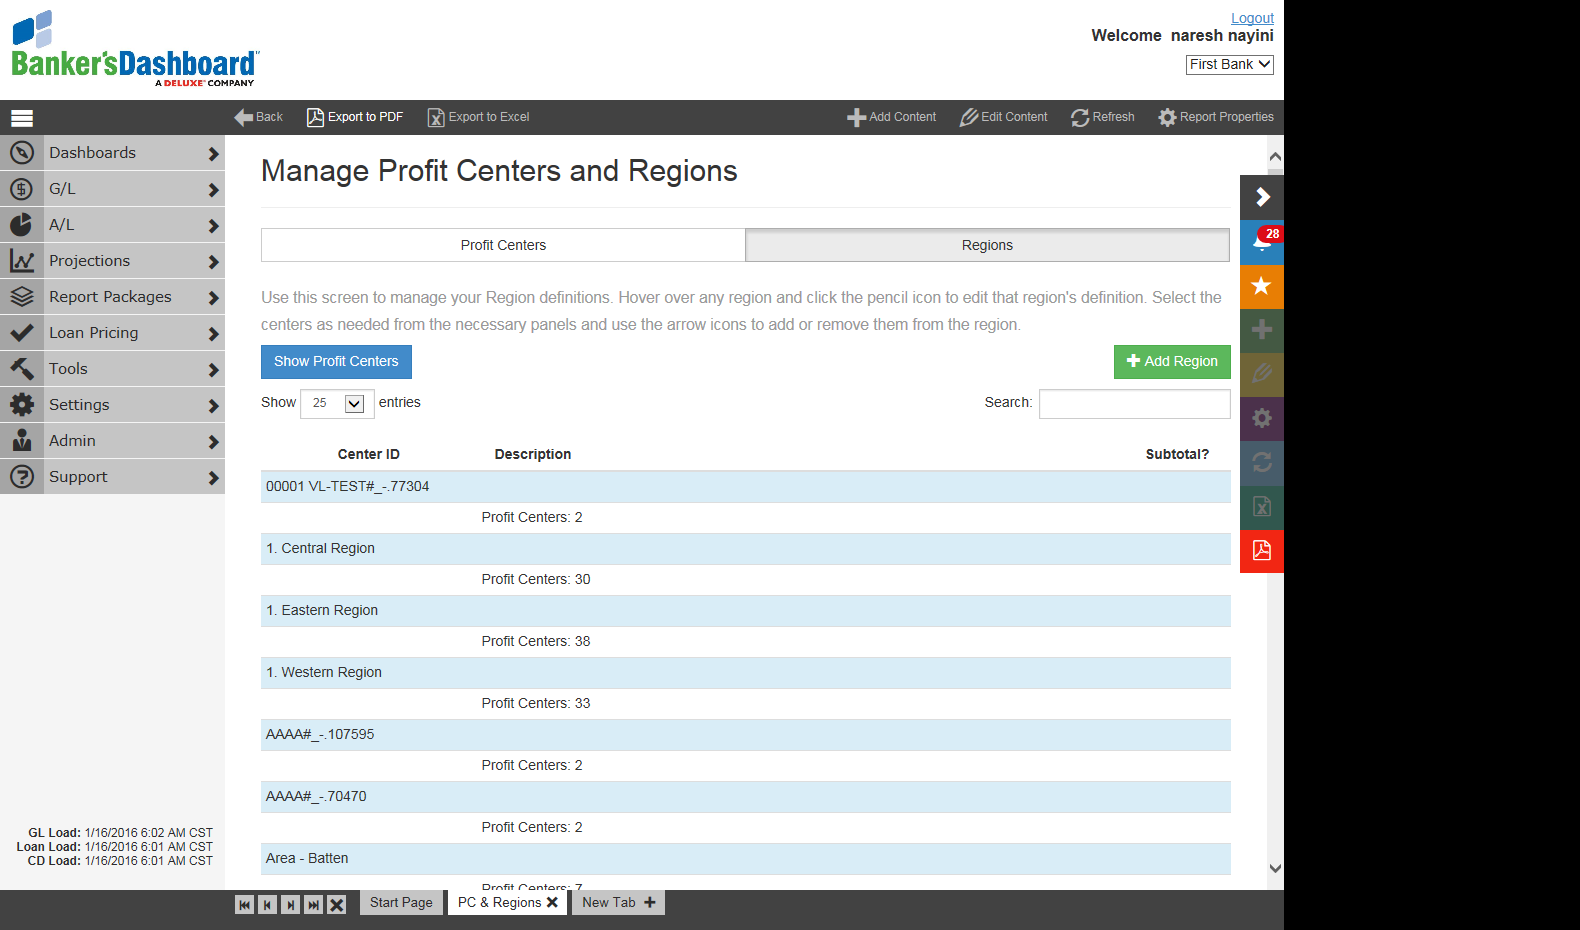 Logout
Welcome naresh nayini
First Bank
Banker'sDashboard
A DELUXE COMPANY
Back Export to PDF Export to Excel Add Content Edit Content Refresh Report Properties
Dashboards
G/L
A/L
Projections
Report Packages
Loan Pricing
Tools
Settings
Admin
Support
GL Load: 1/16/2016 6:02 AM CST
Loan Load: 1/16/2016 6:01 AM CST
CD Load: 1/16/2016 6:01 AM CST
Manage Profit Centers and Regions
Profit Centers Regions
Use this screen to manage your Region definitions. Hover over any region and click the pencil icon to edit that region's definition. Select the
centers as needed from the necessary panels and use the arrow icons to add or remove them from the region.
Show Profit Centers Add Region
Show 25 entries Search:
Center ID Description Subtotal?
00001 VL-TEST#_-.77304
Profit Centers: 2
1. Central Region
Profit Centers: 30
1. Eastern Region
Profit Centers: 38
1. Western Region
Profit Centers: 33
AAAA#_-.107595
Profit Centers: 2
AAAA#_-.70470
Profit Centers: 2
Area - Batten
Profit Centers: 7
28
Start Page PC & Regions New Tab